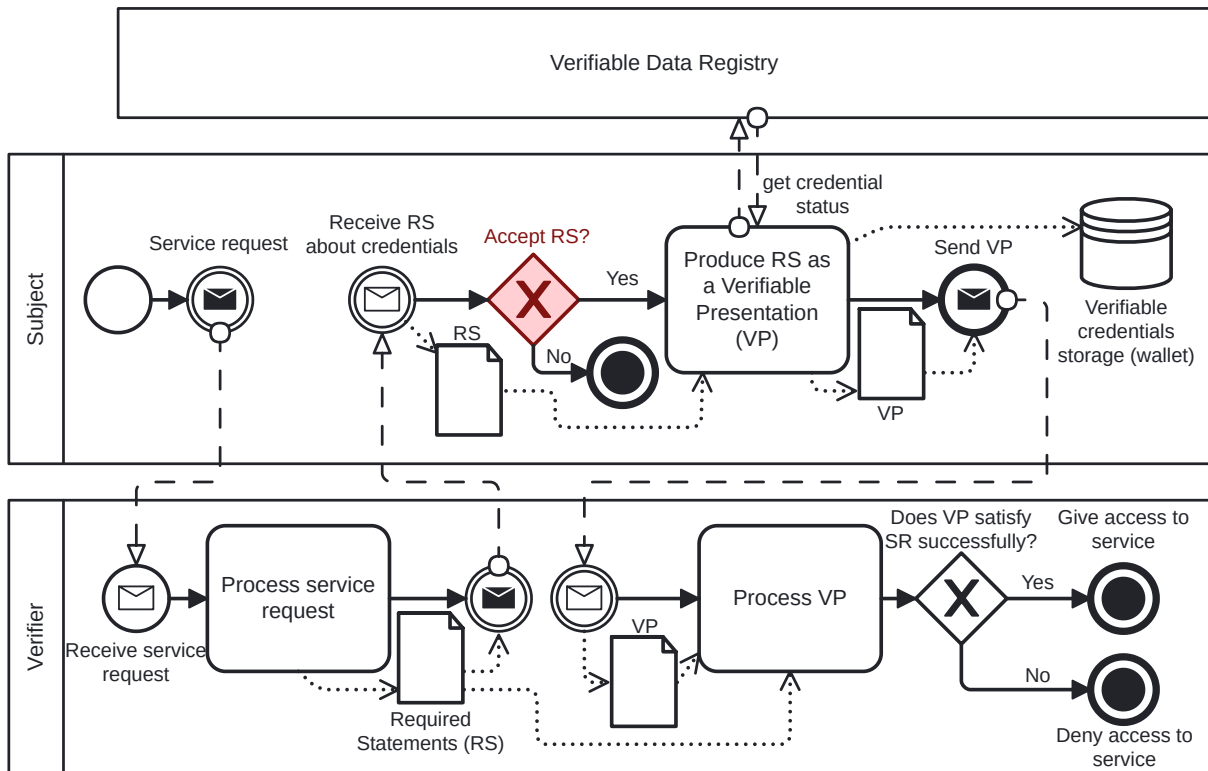 Verifiable Data Registry
Subject
get credential
status
Receive RS
about credentials
Service request
Accept RS?
Yes
Produce RS as
a Verifiable
Presentation
(VP)
Send VP
Verifiable
credentials
storage (wallet)
RS
No
VP
Verifier
Does VP satisfy
SR successfully?
Give access to
service
Process service
request
Process VP
Yes
VP
Receive service
request
No
Required
Statements (RS)
Deny access to
service